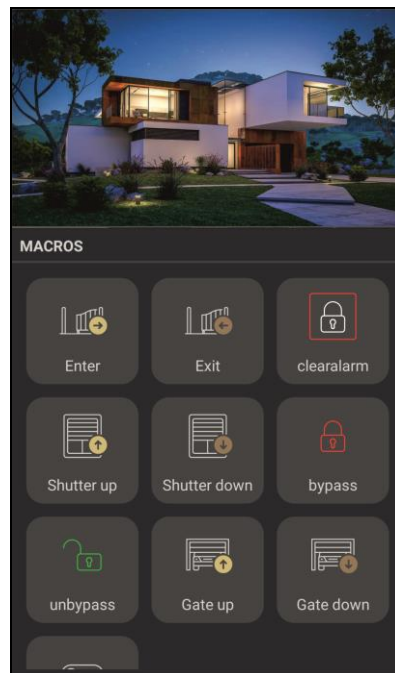 MACROS
Enter
Exit
clearalarm
Shutter up
Shutter down
bypass
unbypass
Gate up
Gate down